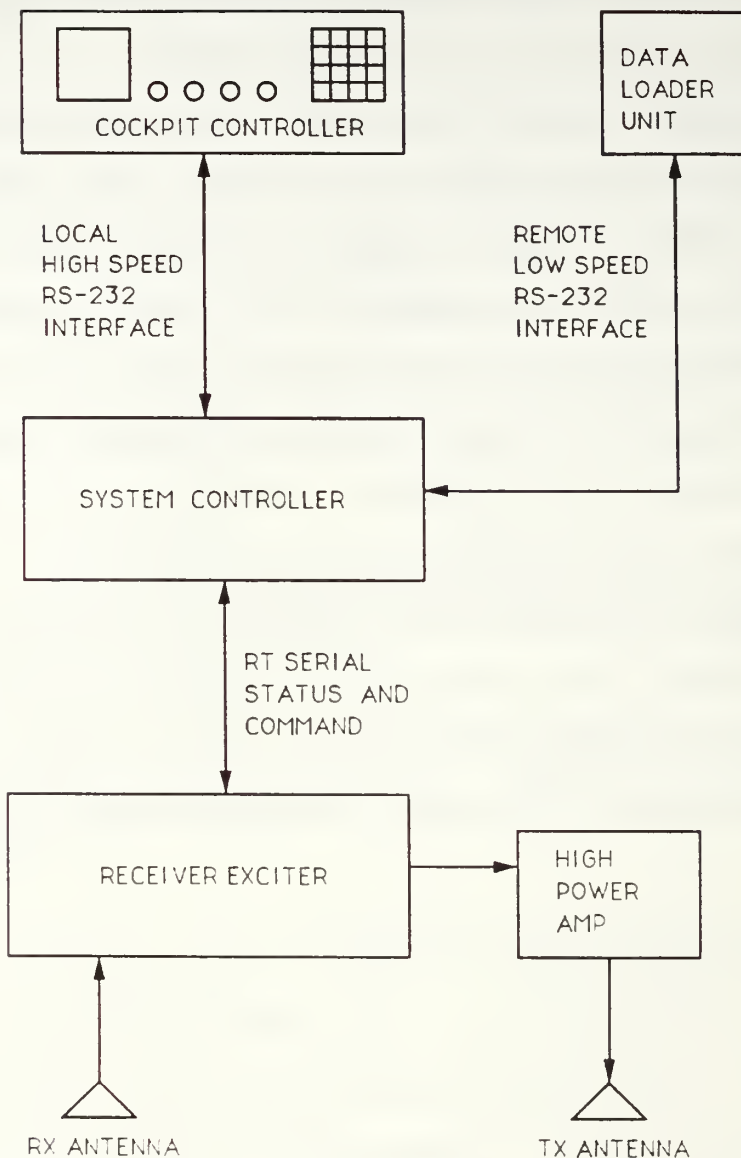 COCKPIT CONTROLLER
DATA
LOADER
UNIT
LOCAL
HIGH SPEED
RS-232
INTERFACE
REMOTE
LOW SPEED
RS-232
INTERFACE
SYSTEM CONTROLLER
RT SERIAL
STATUS AND
COMMAND
RECEIVER EXCITER
HIGH
POWER
AMP
RX ANTENNA
TX ANTENNA